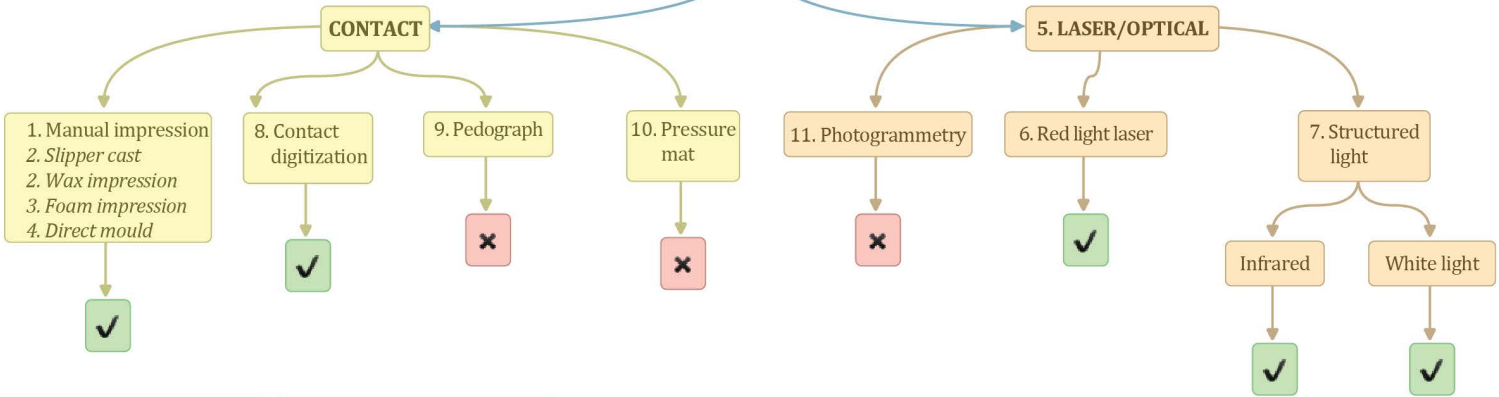 CONTACT
5. LASER/OPTICAL
1. Manual impression
2. Slipper cast
2. Wax impression
3. Foam impression
4. Direct mould
8. Contact
digitization
9. Pedograph
10. Pressure
mat
11. Photogrammetry
6. Red light laser
7. Structured
light
Infrared
White light